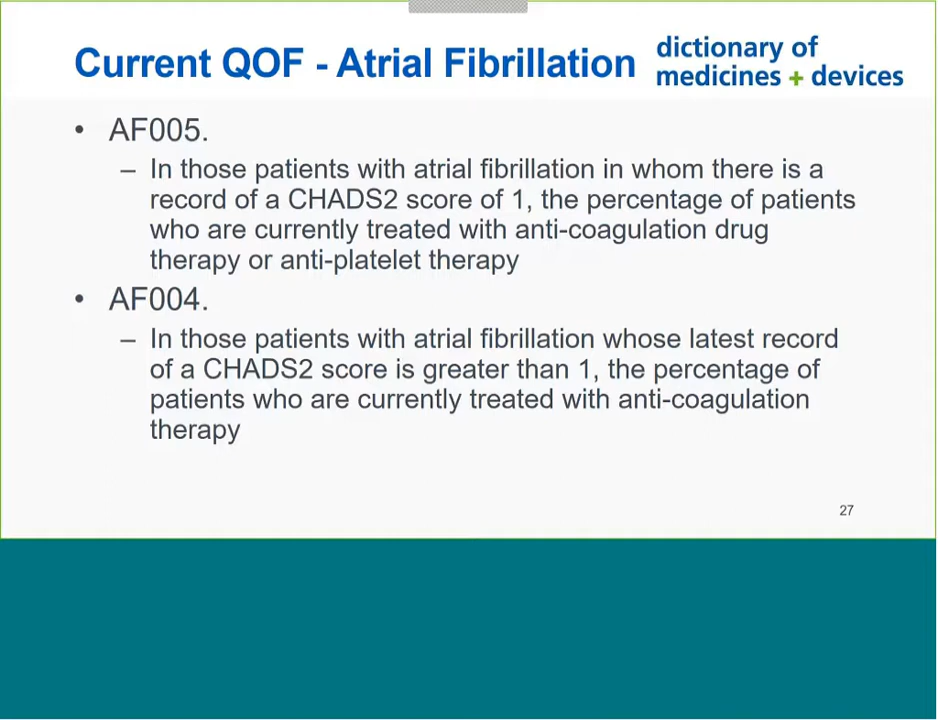 Current QOF - Atrial Fibrillation
dictionary of
medicines + devices
• AF005.
– In those patients with atrial fibrillation in whom there is a
record of a CHADS2 score of 1, the percentage of patients
who are currently treated with anti-coagulation drug
therapy or anti-platelet therapy
• AF004.
– In those patients with atrial fibrillation whose latest record
of a CHADS2 score is greater than 1, the percentage of
patients who are currently treated with anti-coagulation
therapy
27